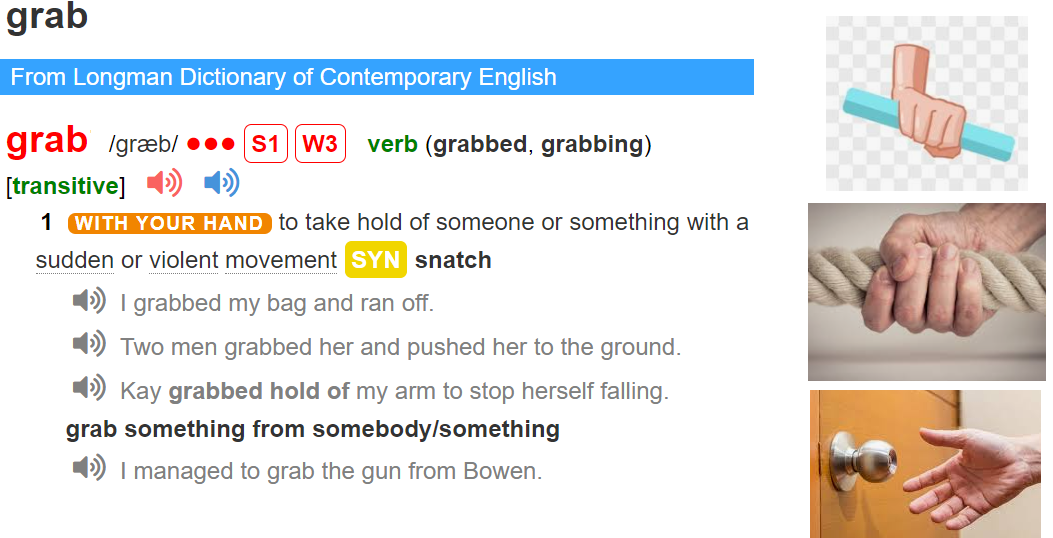 grab
From Longman Dictionary of Contemporary English
grab /græb/ ●●● S1 W3 verb (grabbed, grabbing)
[transitive]
1 WITH YOUR HAND to take hold of someone or something with a
sudden or violent movement SYN snatch
I grabbed my bag and ran off.
Two men grabbed her and pushed her to the ground.
Kay grabbed hold of my arm to stop herself falling.
grab something from somebody/something
I managed to grab the gun from Bowen.